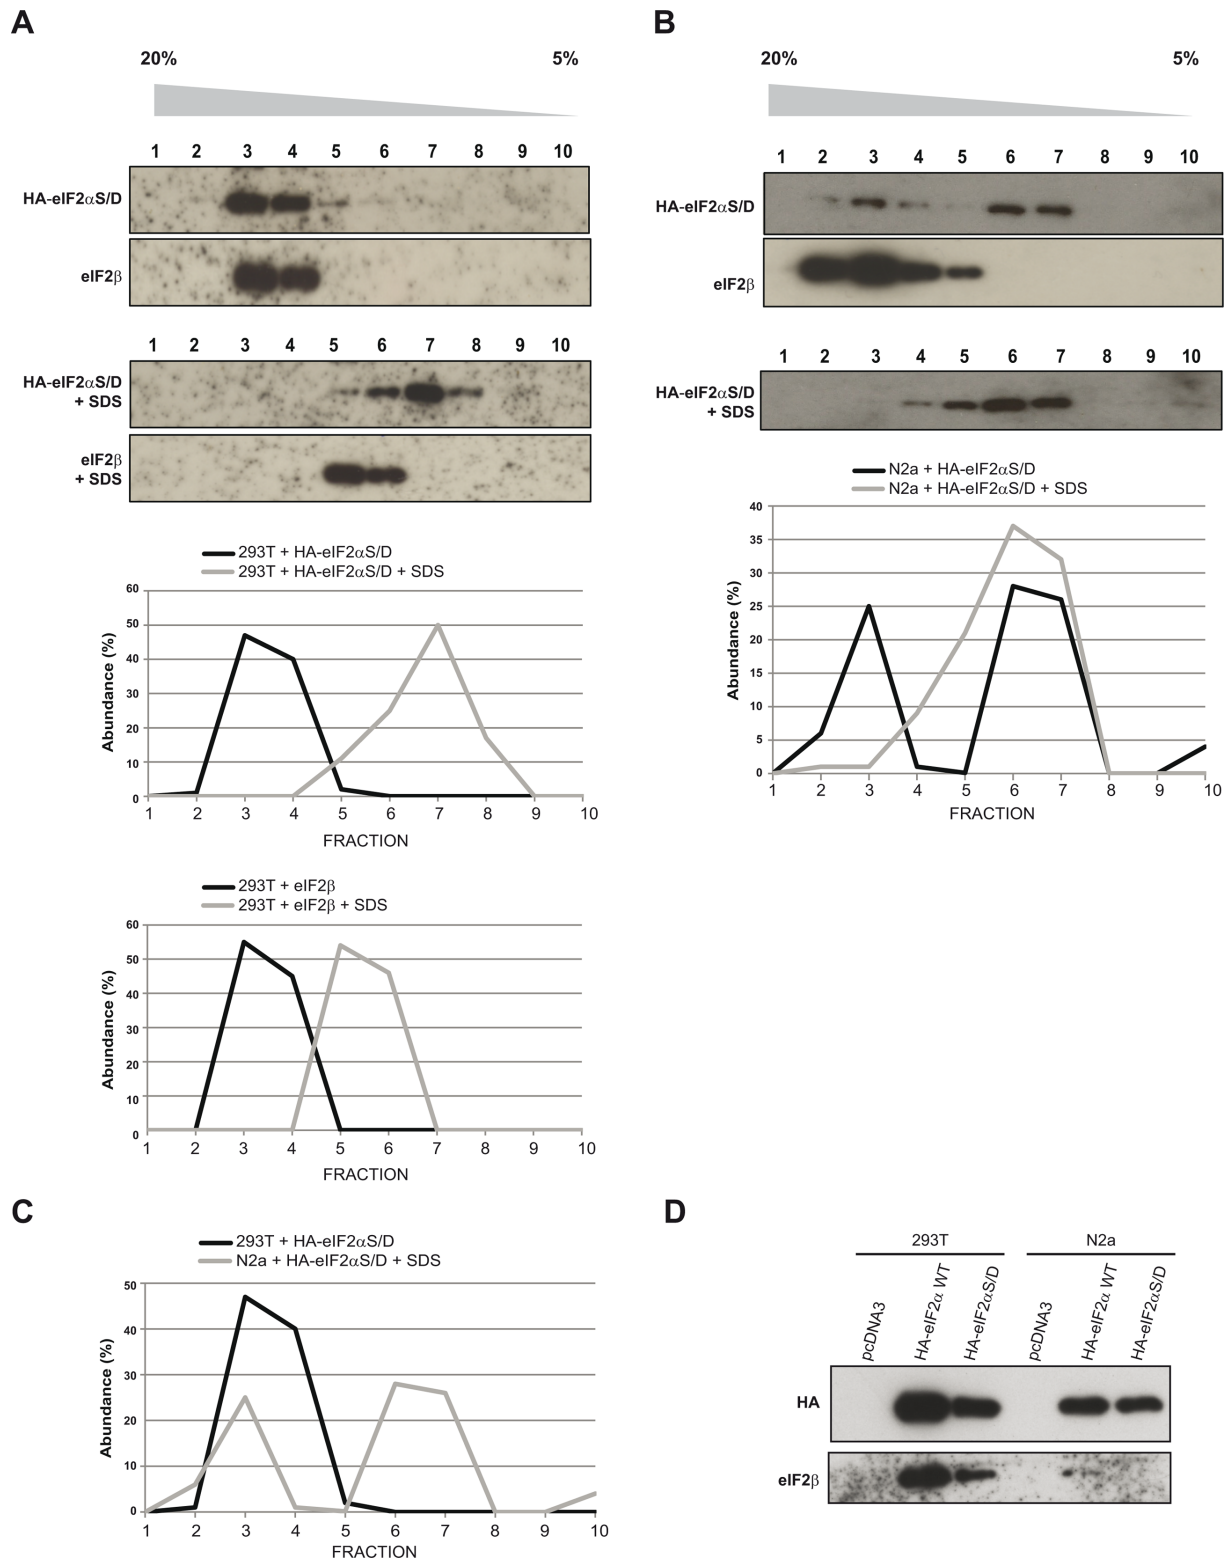 A
20% 5%
1 2 3 4 5 6 7 8 9 10
HA-eIF2αS/D
eIF2β
1 2 3 4 5 6 7 8 9 10
HA-eIF2αS/D
+ SDS
eIF2β
+ SDS
293T + HA-eIF2αS/D
293T + HA-eIF2αS/D + SDS
60
50
40
30
20
10
0
Abundance (%)
1 2 3 4 5 6 7 8 9 10
FRACTION
293T + eIF2β
293T + eIF2β + SDS
60
50
40
30
20
10
0
Abundance (%)
1 2 3 4 5 6 7 8 9 10
FRACTION
B
20% 5%
1 2 3 4 5 6 7 8 9 10
HA-eIF2αS/D
eIF2β
1 2 3 4 5 6 7 8 9 10
HA-eIF2αS/D
+ SDS
N2a + HA-eIF2αS/D
N2a + HA-eIF2αS/D + SDS
40
35
30
25
20
15
10
5
0
Abundance (%)
1 2 3 4 5 6 7 8 9 10
FRACTION
C
293T + HA-eIF2αS/D
N2a + HA-eIF2αS/D + SDS
50
40
30
20
10
0
Abundance (%)
1 2 3 4 5 6 7 8 9 10
FRACTION
D
293T N2a
pcDNA3
HA-eIF2α WT
HA-eIF2αS/D
pcDNA3
HA-eIF2α WT
HA-eIF2αS/D
HA
eIF2β